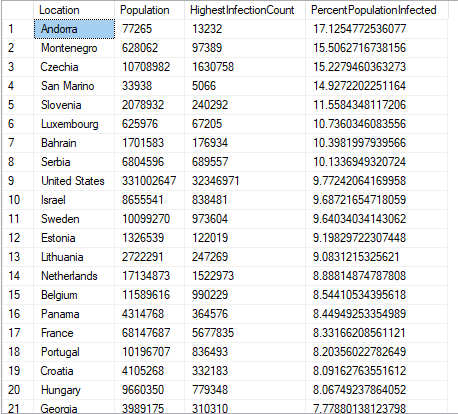 Location Population HighestInfectionCount PercentPopulationInfected
1 Andorra 77265 13232 17.1254772536077
2 Montenegro 628062 97389 15.5062716738156
3 Czechia 10708982 1630758 15.2279460363273
4 San Marino 33938 5066 14.9272202251164
5 Slovenia 2078932 240292 11.5584348117206
6 Luxembourg 625976 67205 10.7360346083556
7 Bahrain 1701583 176934 10.3981997939566
8 Serbia 6804596 689557 10.1336949320724
9 United States 331002647 32346971 9.77242064169958
10 Israel 8655541 838481 9.68721654718059
11 Sweden 10099270 973604 9.64034034143062
12 Estonia 1326539 122019 9.19829722307448
13 Lithuania 2722291 247269 9.0831215325621
14 Netherlands 17134873 1522973 8.88814874787808
15 Belgium 11589616 990229 8.54410534395618
16 Panama 4314768 364576 8.44949253354989
17 France 68147687 5677835 8.33166208561121
18 Portugal 10196707 836493 8.20356022782649
19 Croatia 4105268 332183 8.09162763551612
20 Hungary 9660350 779348 8.06749237864052
21 Georgia 3989175 310310 7.77880138123798